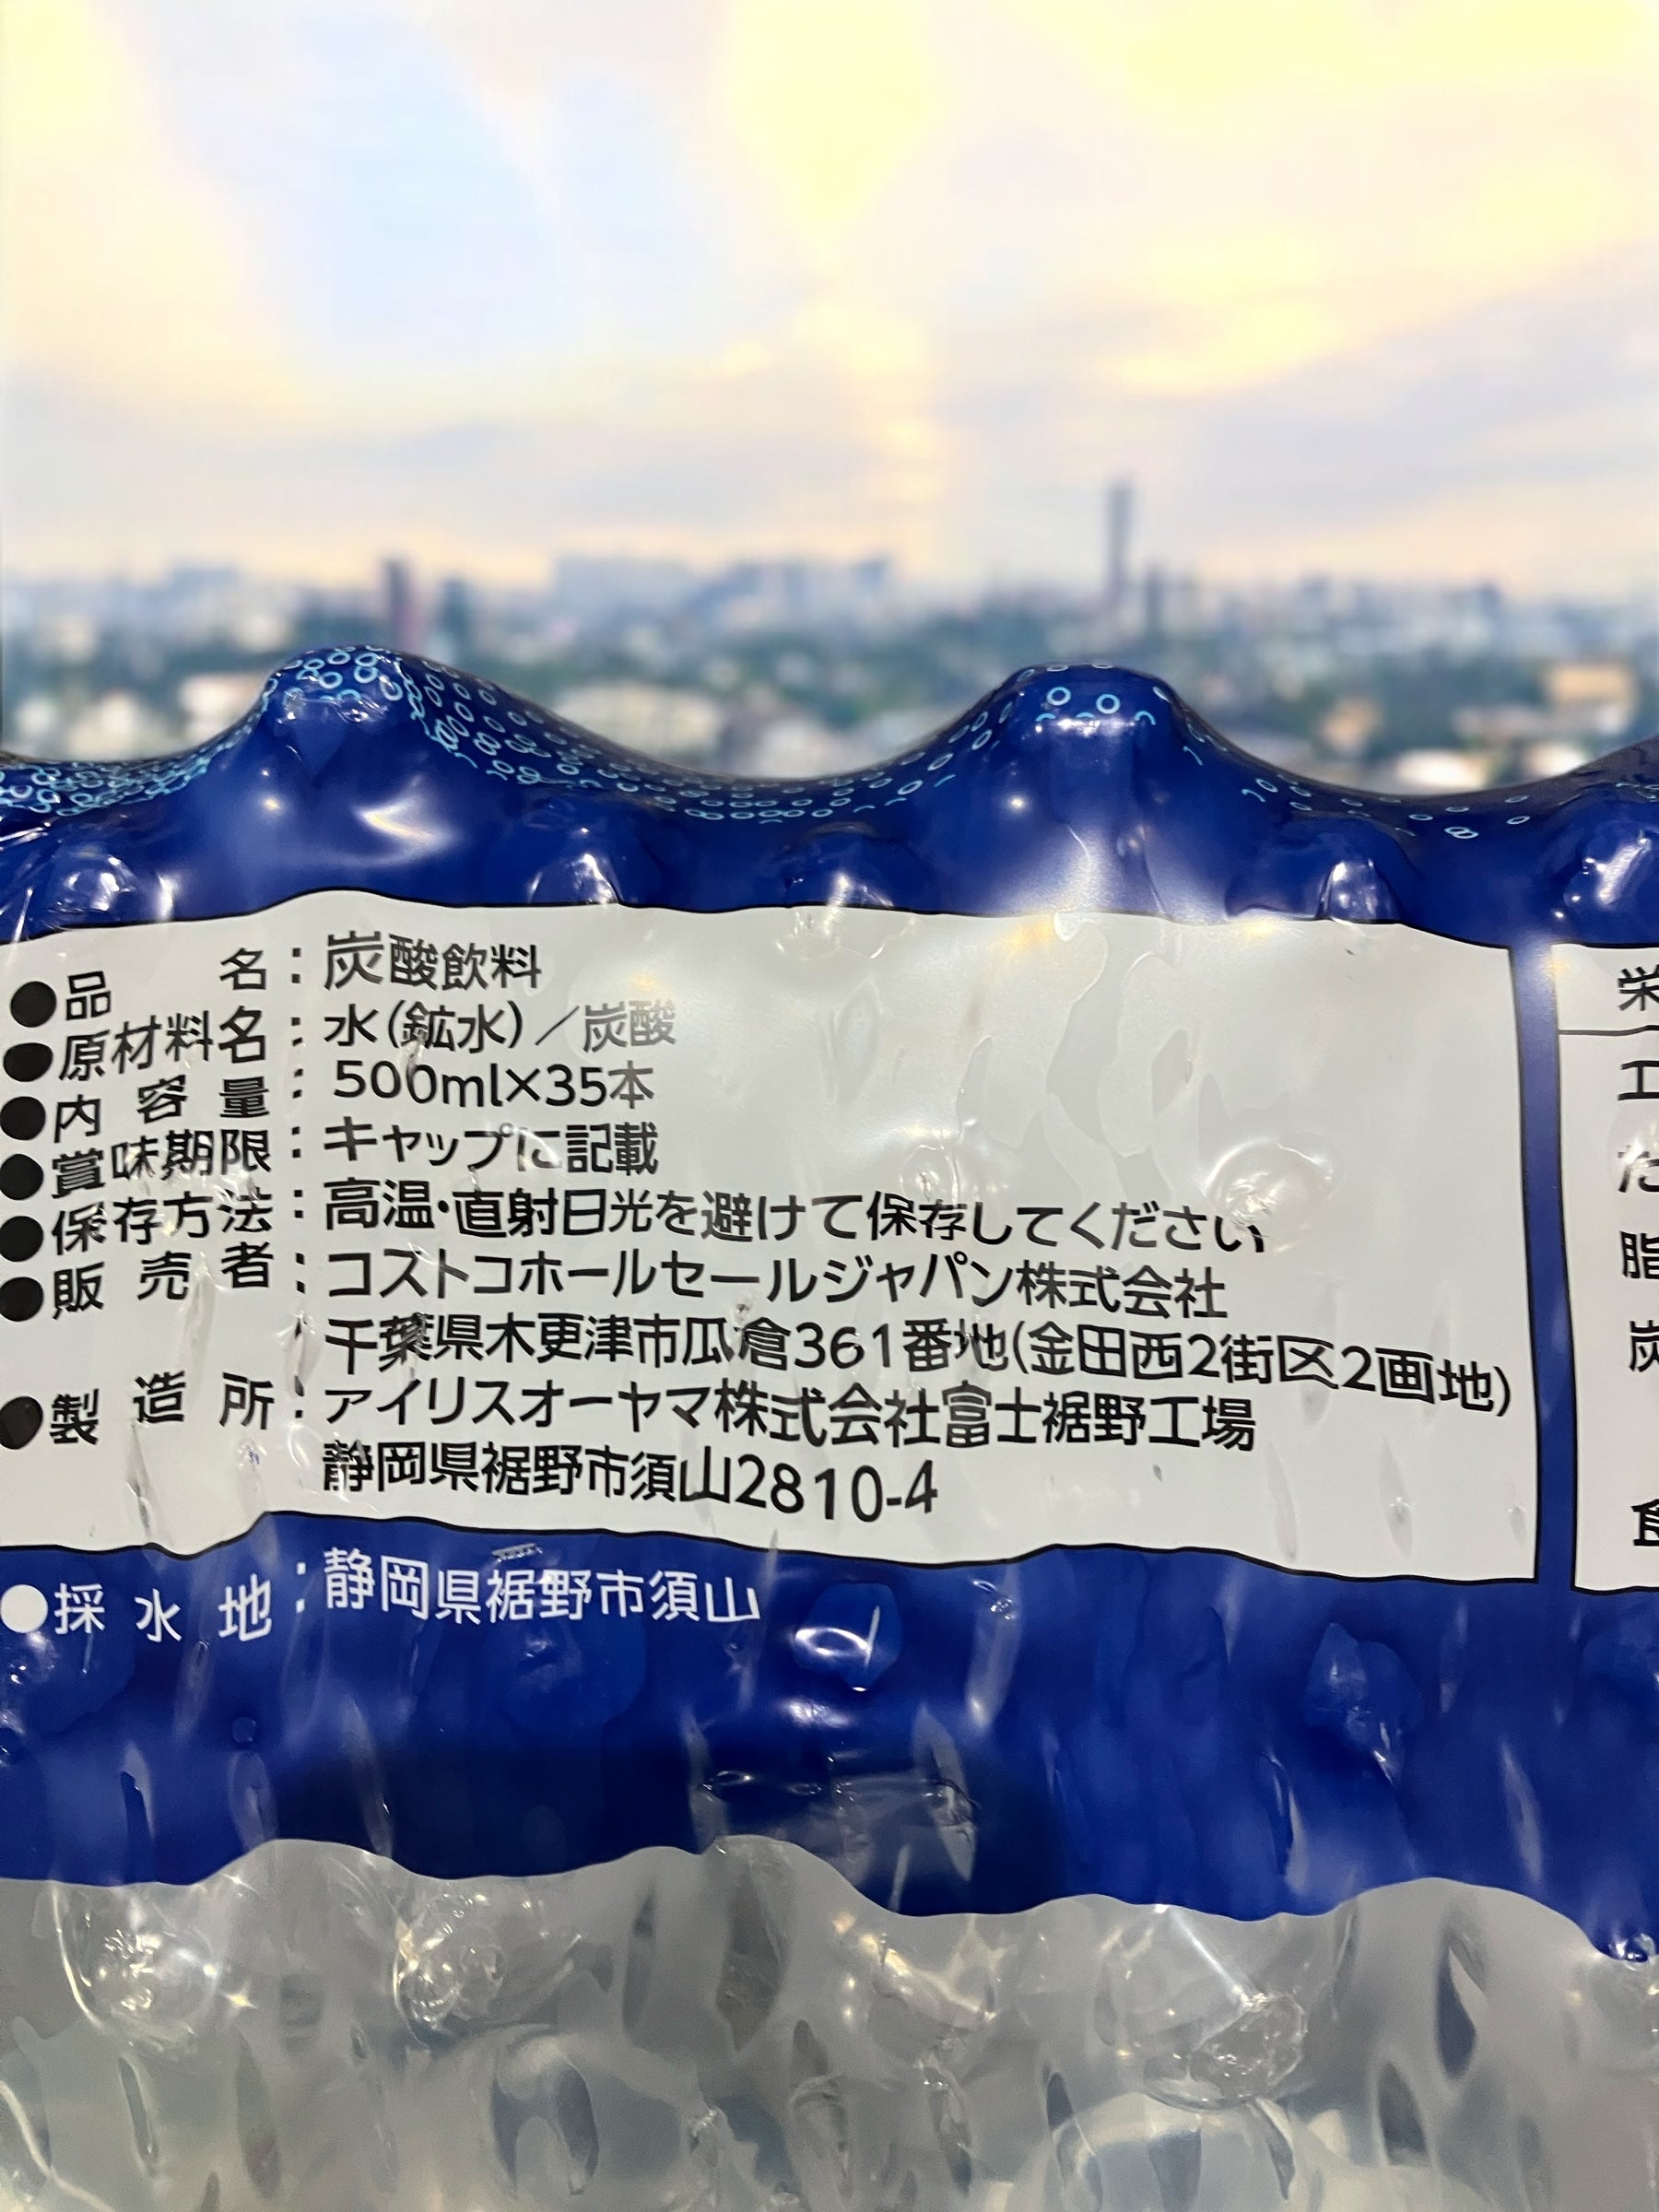 ●品 名：炭酸飲料
●原材料名：水(鉱水)／炭酸
●内容量：500ml×35本
●賞味期限：キャップに記載
●保存方法：高温・直射日光を避けて保存してください
●販売者：コストコホールセールジャパン株式会社
千葉県木更津市瓜倉361番地(金田西2街区2画地)
●製造所：アイリスオーヤマ株式会社富士裾野工場
静岡県裾野市須山2810-4
●採水地：静岡県裾野市須山
栄
エ
た
脂
炭
食